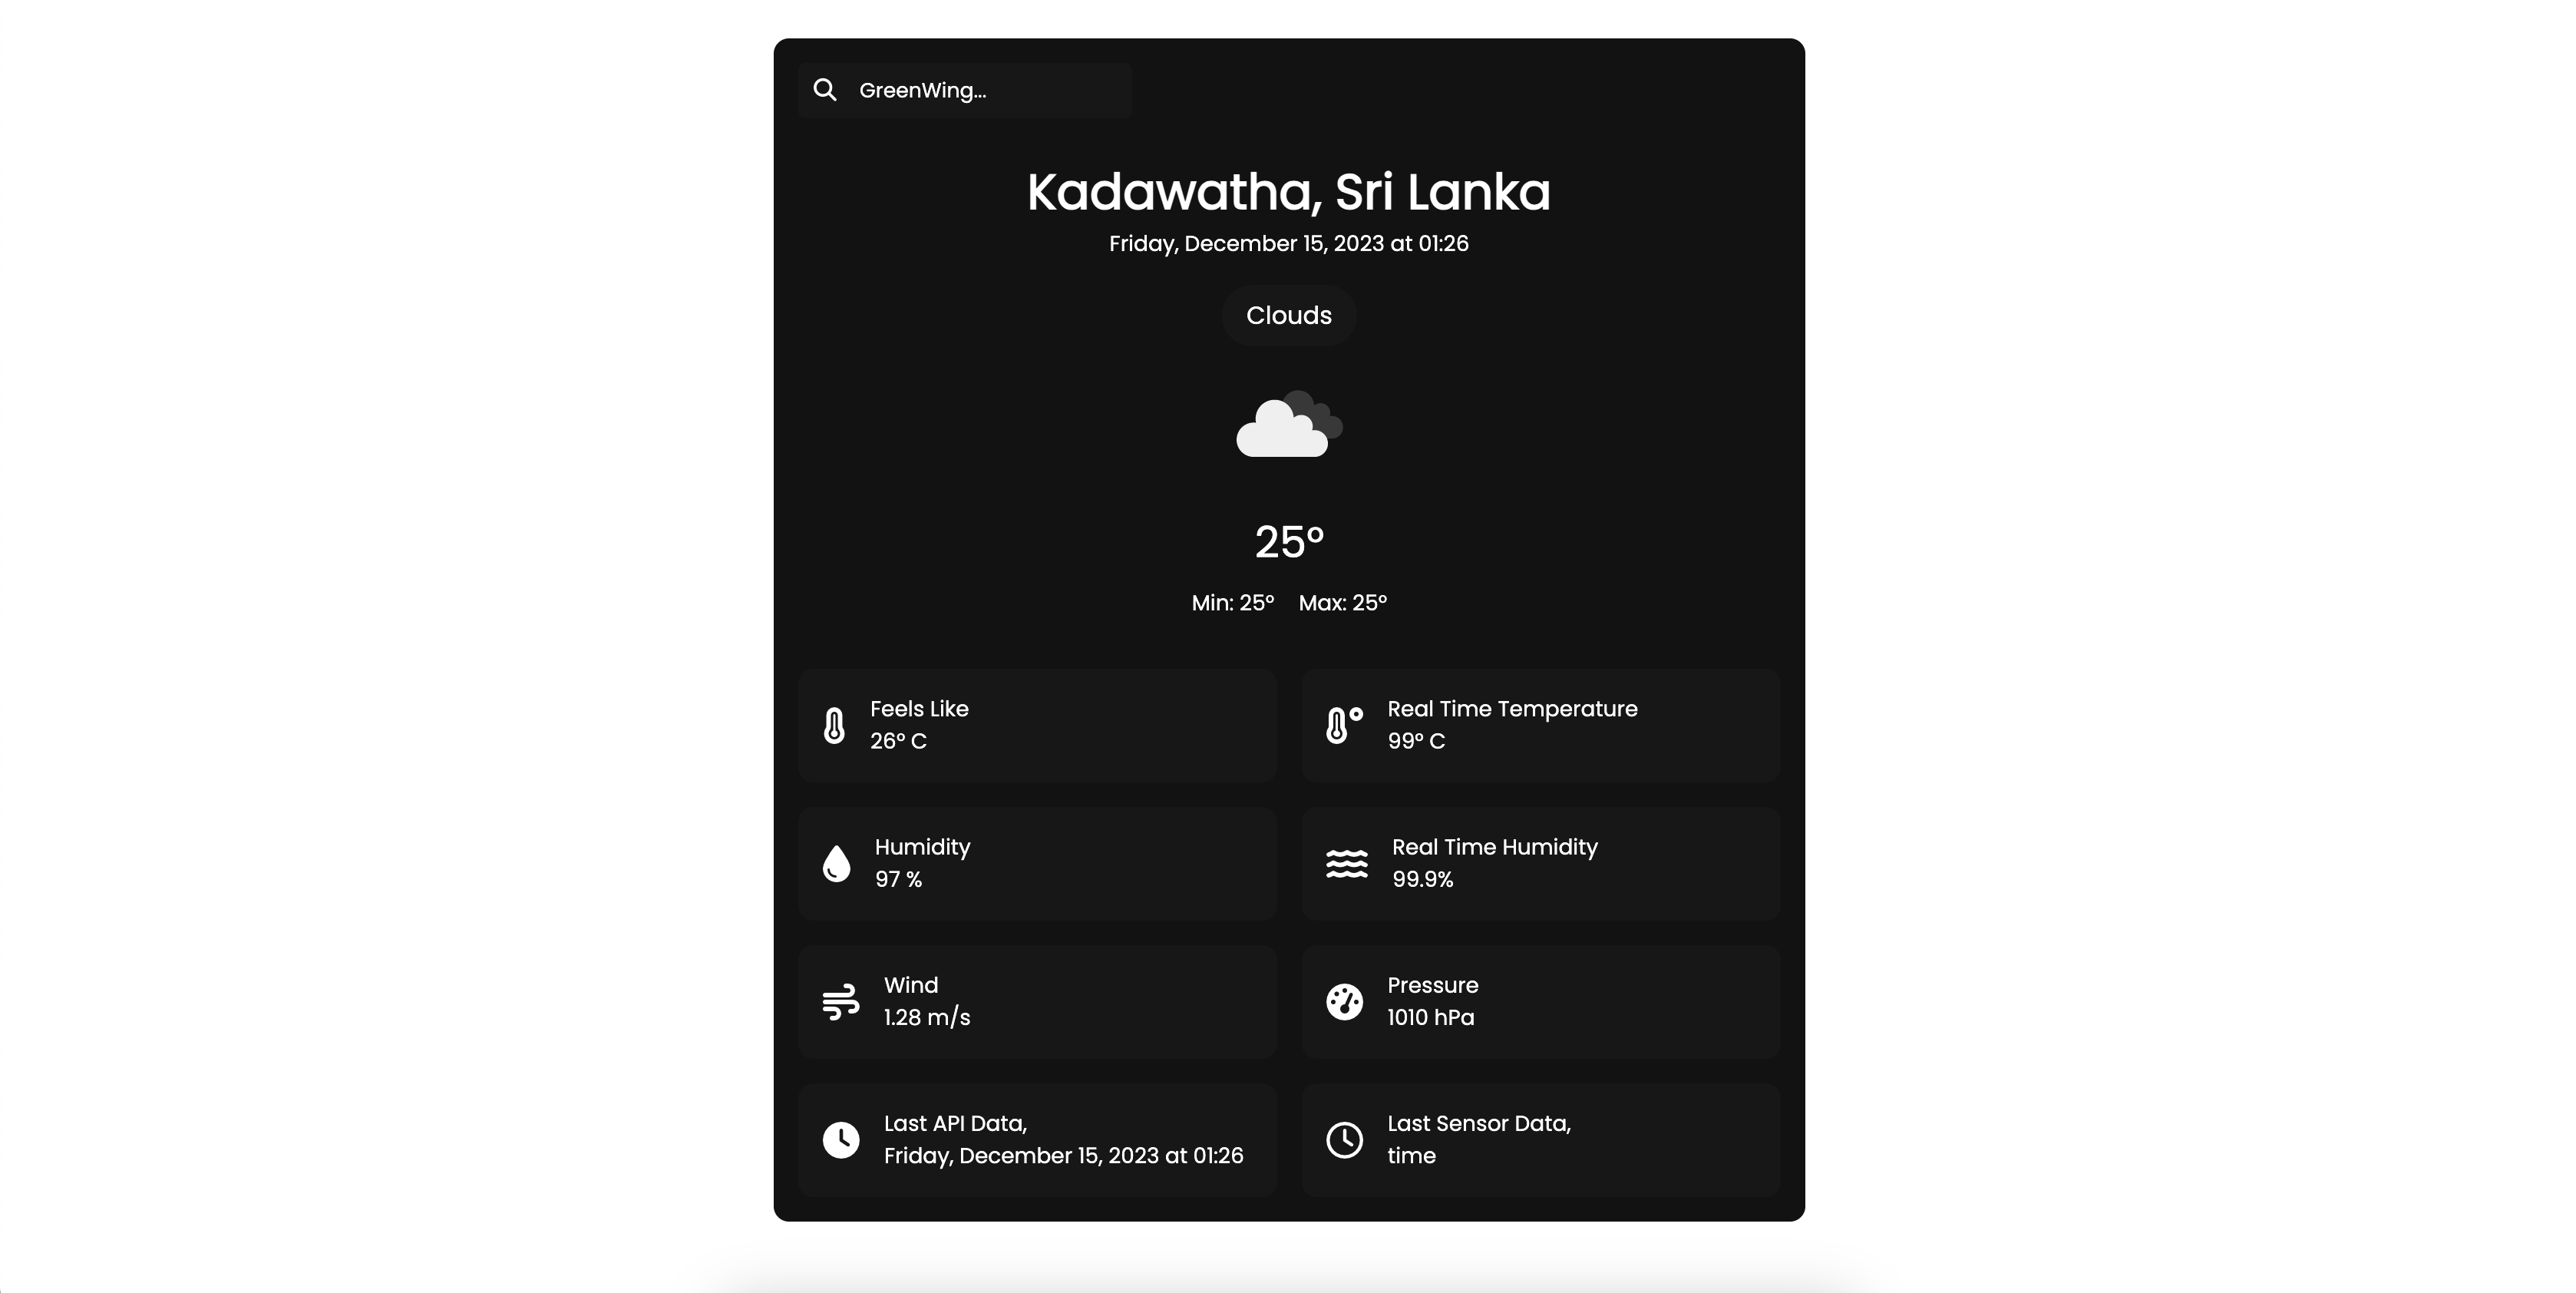 GreenWing...
Kadawatha, Sri Lanka
Friday, December 15, 2023 at 01:26
Clouds
25°
Min: 25° Max: 25°
Feels Like
26° C
Real Time Temperature
99° C
Humidity
97 %
Real Time Humidity
99.9%
Wind
1.28 m/s
Pressure
1010 hPa
Last API Data,
Friday, December 15, 2023 at 01:26
Last Sensor Data,
time